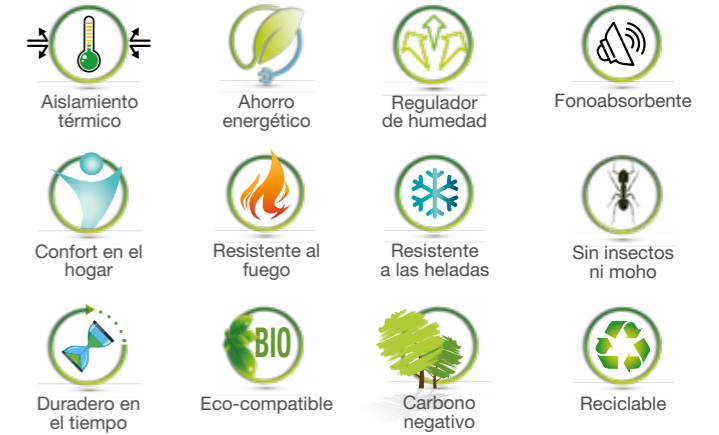 Aislamiento
térmico
Ahorro
energético
Regulador
de humedad
Fonoabsorbente
Confort en el
hogar
Resistente al
fuego
Resistente
a las heladas
Sin insectos
ni moho
Duradero en
el tiempo
BIO
Eco-compatible
Carbono
negativo
Reciclable